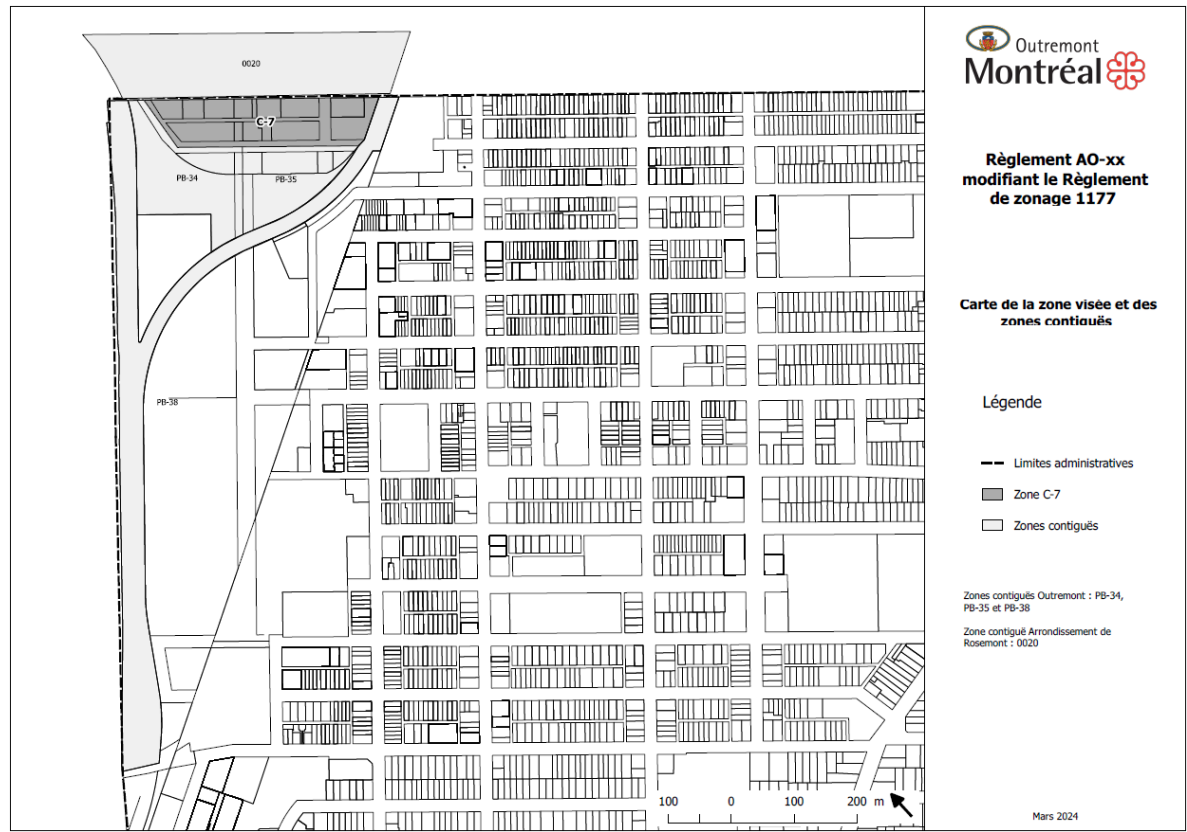 0020
C-7
PB-34
PB-35
PB-38
100 0 100 200 m
Outremont
Montréal
Règlement AO-xx
modifiant le Règlement
de zonage 1177
Carte de la zone visée et des
zones contiguës
Légende
Limites administratives
Zone C-7
Zones contiguës
Zones contiguës Outremont : PB-34,
PB-35 et PB-38
Zone contiguë Arrondissement de
Rosemont : 0020
Mars 2024